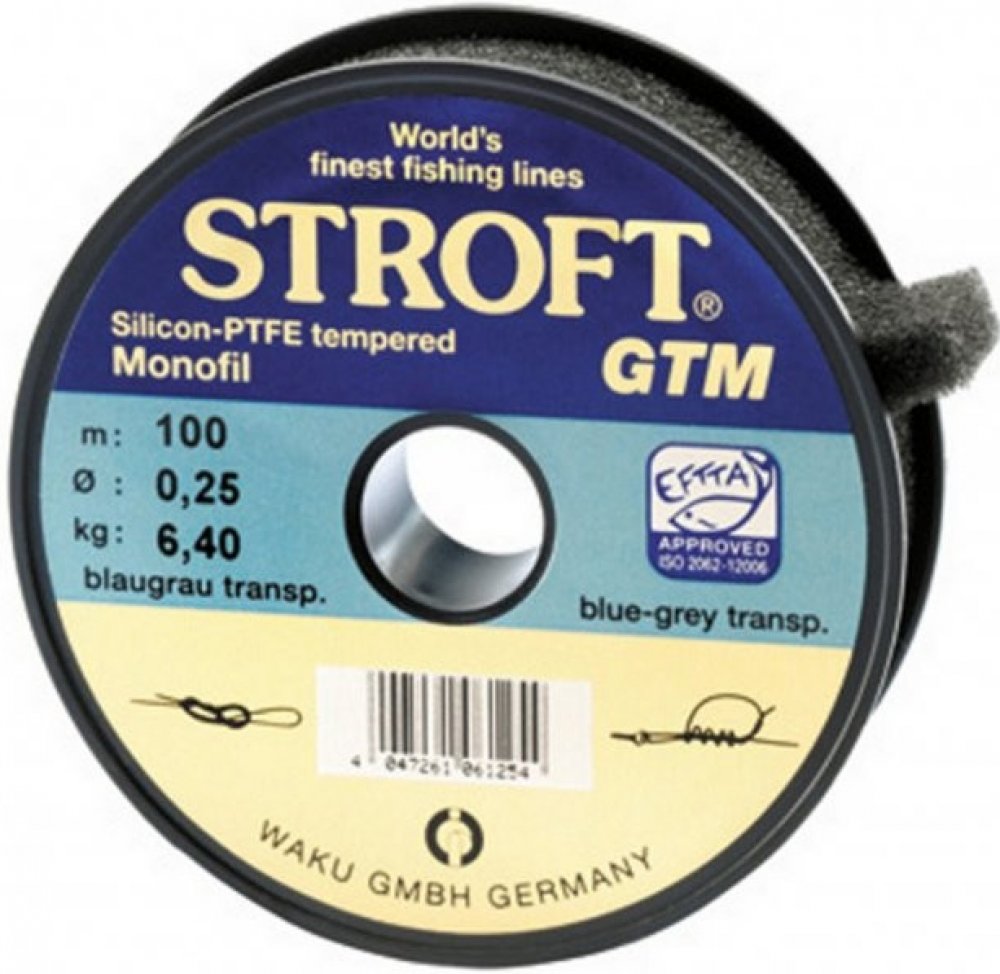 World's
finest fishing lines
STROFT®
Silicon-PTFE tempered
Monofil
GTM
m: 100
Ø : 0,25
kg: 6,40
blaugrau transp.
EFTTA
APPROVED
ISO 2062-12006
blue-grey transp.
4 047261 061254
WAKU GMBH GERMANY